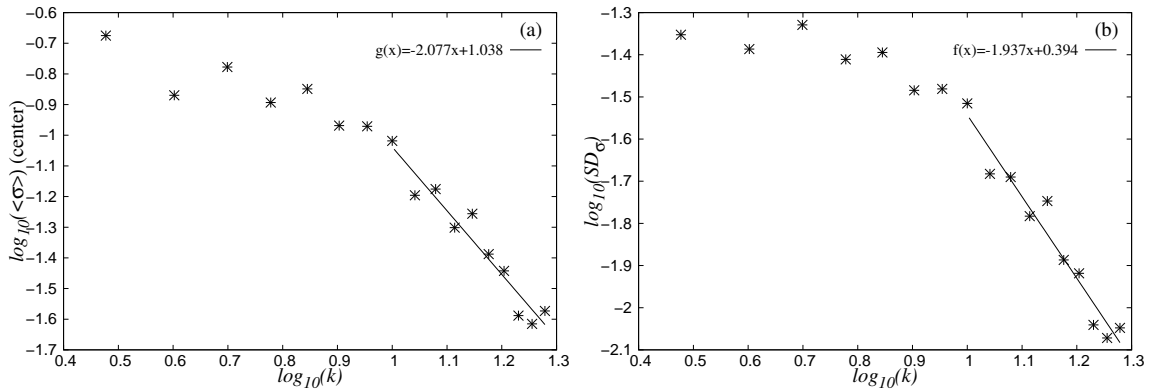 (a)
g(x)=-2.077x+1.038
-0.6
-0.7
-0.8
-0.9
-1
-1.1
-1.2
-1.3
-1.4
-1.5
-1.6
-1.7
log10(<σ>) (center)
0.4 0.5 0.6 0.7 0.8 0.9 1 1.1 1.2 1.3
log10(k)
(b)
f(x)=-1.937x+0.394
-1.3
-1.4
-1.5
-1.6
-1.7
-1.8
-1.9
-2
-2.1
log10(SDσ)
0.4 0.5 0.6 0.7 0.8 0.9 1 1.1 1.2 1.3
log10(k)